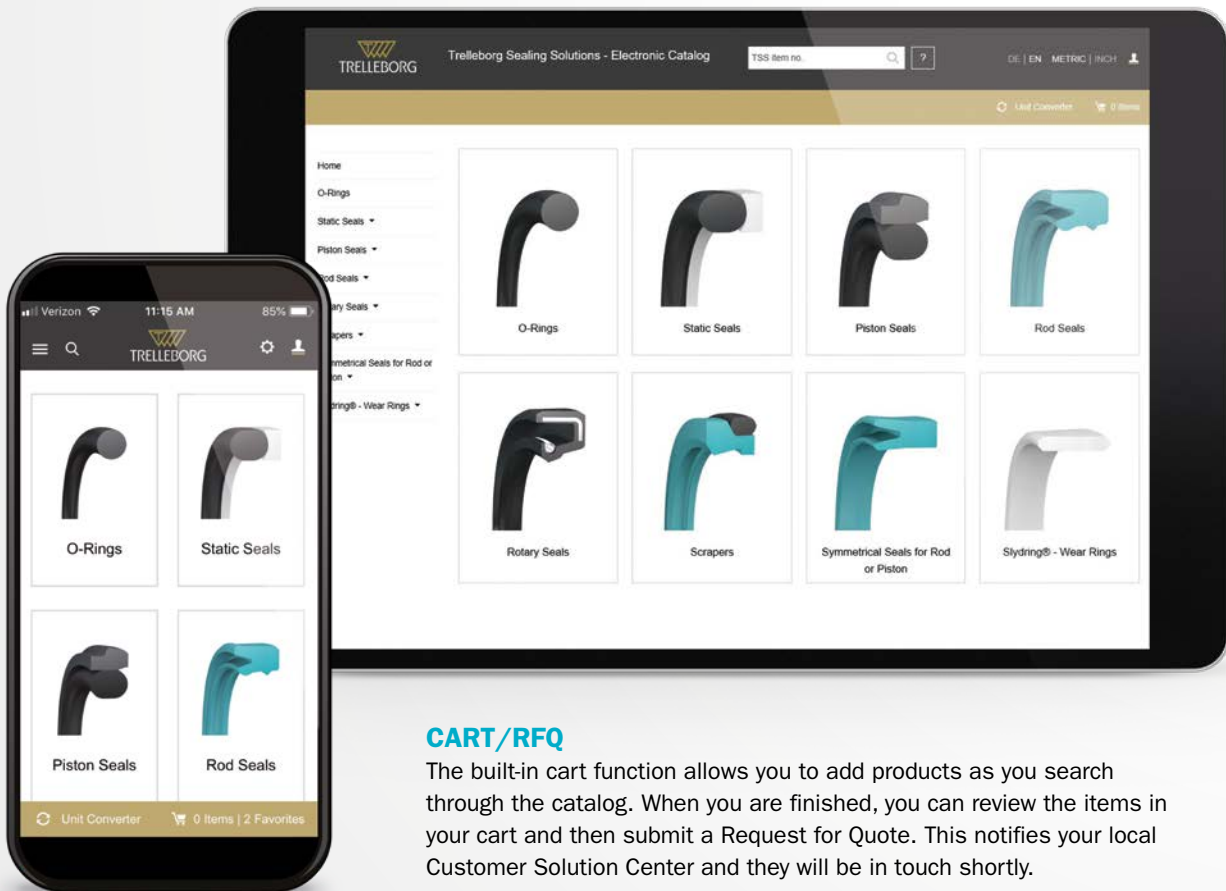 TRELLEBORG
Trelleborg Sealing Solutions - Electronic Catalog
TSS item no.
?
DE | EN METRIC | INCH
Unit Converter
0 Items
Home
O-Rings
Static Seals
Piston Seals
Rod Seals
ary Seals
apers
mmetrical Seals for Rod or
on
dring® - Wear Rings
O-Rings
Static Seals
Piston Seals
Rod Seals
Rotary Seals
Scrapers
Symmetrical Seals for Rod
or Piston
Slydring® - Wear Rings
Verizon
11:15 AM
85%
TRELLEBORG
O-Rings
Static Seals
Piston Seals
Rod Seals
Unit Converter
0 Items | 2 Favorites
CART/RFQ
The built-in cart function allows you to add products as you search
through the catalog. When you are finished, you can review the items in
your cart and then submit a Request for Quote. This notifies your local
Customer Solution Center and they will be in touch shortly.